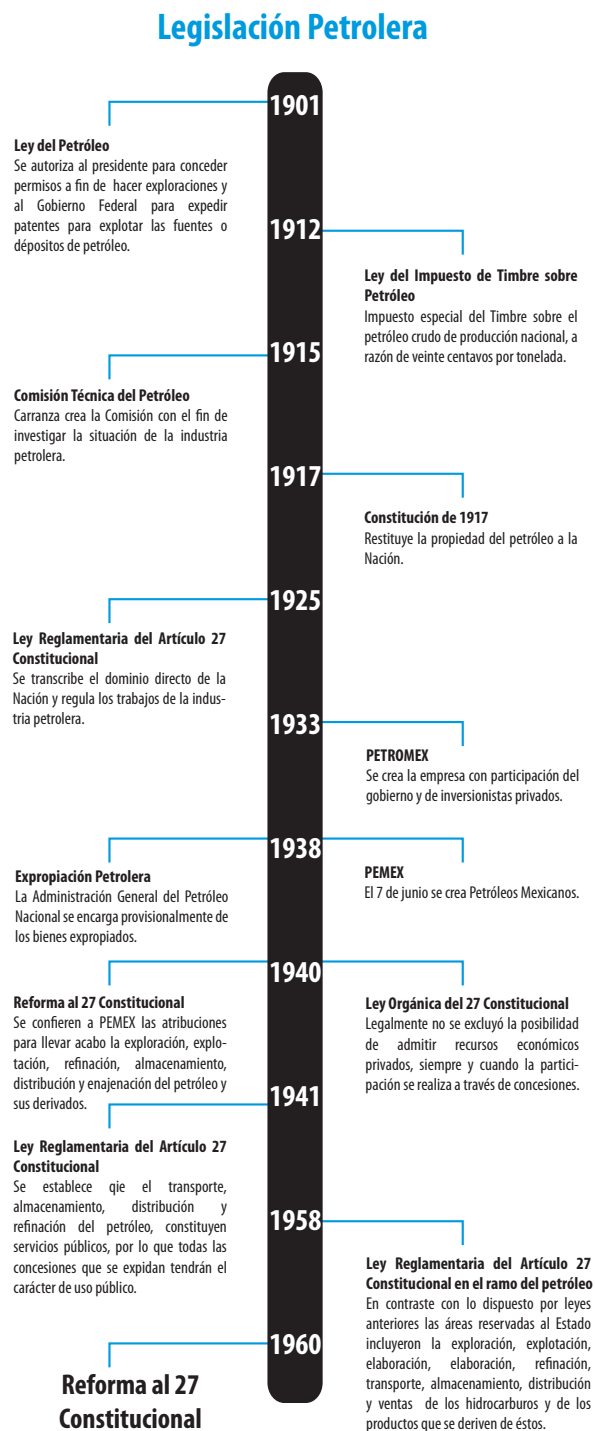 Legislación Petrolera
1901
Ley del Petróleo
Se autoriza al presidente para conceder
permisos a fin de hacer exploraciones y
al Gobierno Federal para expedir
patentes para explotar las fuentes o
dépositos de petróleo.
1912
Ley del Impuesto de Timbre sobre
Petróleo
Impuesto especial del Timbre sobre el
petróleo crudo de producción nacional, a
razón de veinte centavos por tonelada.
1915
Comisión Técnica del Petróleo
Carranza crea la Comisión con el fin de
investigar la situación de la industria
petrolera.
1917
Constitución de 1917
Restituye la propiedad del petróleo a la
Nación.
1925
Ley Reglamentaria del Artículo 27
Constitucional
Se transcribe el dominio directo de la
Nación y regula los trabajos de la indus-
tria petrolera.
1933
PETROMEX
Se crea la empresa con participación del
gobierno y de inversionistas privados.
1938
Expropiación Petrolera
La Administración General del Petróleo
Nacional se encarga provisionalmente de
los bienes expropiados.
PEMEX
El 7 de junio se crea Petróleos Mexicanos.
1940
Reforma al 27 Constitucional
Se confieren a PEMEX las atribuciones
para llevar acabo la exploración, explo-
tación, refinación, almacenamiento,
distribución y enajenación del petróleo y
sus derivados.
Ley Orgánica del 27 Constitucional
Legalmente no se excluyó la posibilidad
de admitir recursos económicos
privados, siempre y cuando la partici-
pación se realiza a través de concesiones.
1941
Ley Reglamentaria del Artículo 27
Constitucional
Se establece qie el transporte,
almacenamiento, distribución y
refinación del petróleo, constituyen
servicios públicos, por lo que todas las
concesiones que se expidan tendrán el
carácter de uso público.
1958
Ley Reglamentaria del Artículo 27
Constitucional en el ramo del petróleo
En contraste con lo dispuesto por leyes
anteriores las áreas reservadas al Estado
incluyeron la exploración, explotación,
elaboración, elaboración, refinación,
transporte, almacenamiento, distribución
y ventas de los hidrocarburos y de los
productos que se deriven de éstos.
1960
Reforma al 27
Constitucional